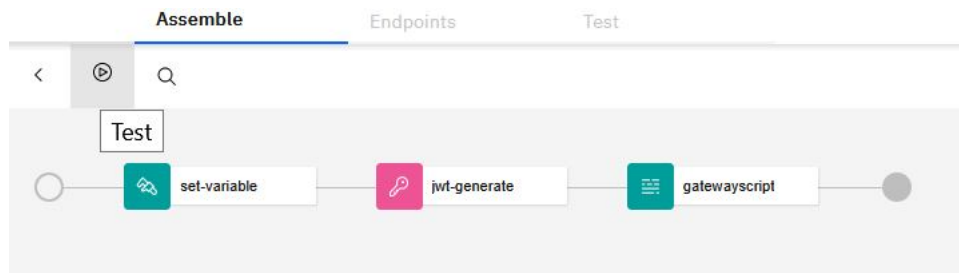 Assemble Endpoints Test
Test
set-variable jwt-generate gatewayscript